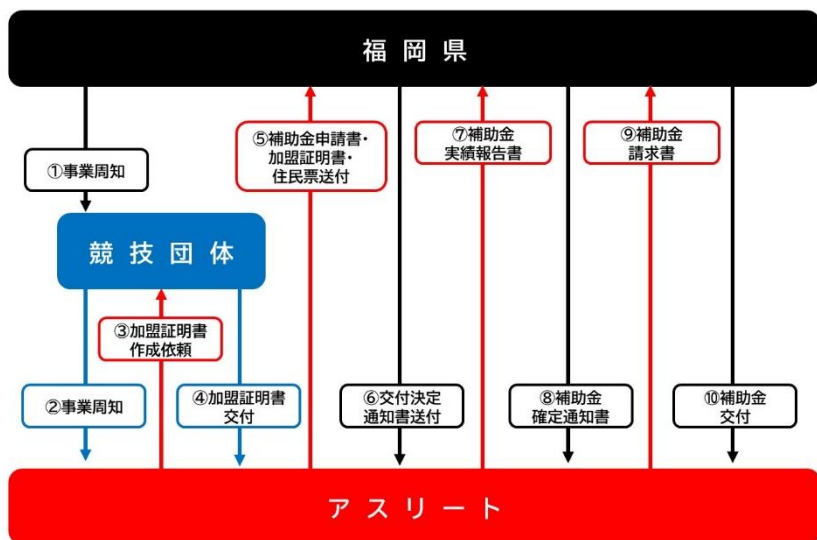 福岡県
①事業周知
競技団体
②事業周知
③加盟証明書
作成依頼
④加盟証明書
交付
⑤補助金申請書・
加盟証明書・
住民票送付
⑥交付決定
通知書送付
⑦補助金
実績報告書
⑧補助金
確定通知書
⑨補助金
請求書
⑩補助金
交付
アスリート